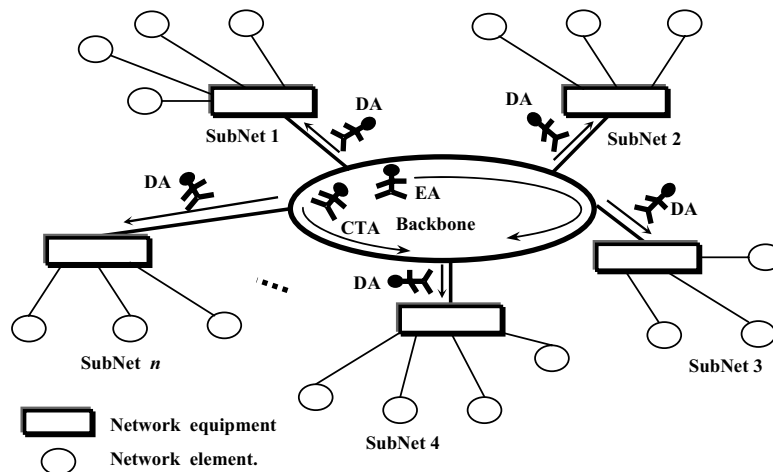 DA
DA
SubNet 1
SubNet 2
DA
EA
DA
CTA
Backbone
DA
SubNet n
SubNet 3
SubNet 4
Network equipment
Network element.